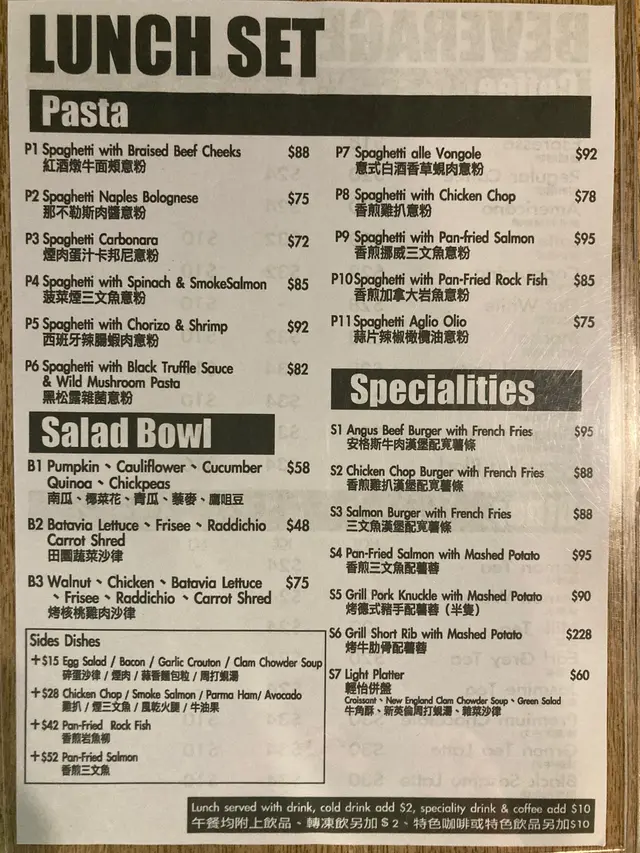 LUNCH SET
Pasta
P1 Spaghetti with Braised Beef Cheeks $88
紅酒燉牛面頰意粉
P2 Spaghetti Naples Bolognese $75
那不勒斯肉醬意粉
P3 Spaghetti Carbonara $72
煙肉蛋汁卡邦尼意粉
P4 Spaghetti with Spinach & SmokeSalmon $85
菠菜煙三文魚意粉
P5 Spaghetti with Chorizo & Shrimp $92
西班牙辣腸蝦肉意粉
P6 Spaghetti with Black Truffle Sauce $82
& Wild Mushroom Pasta
黑松露雜菌意粉
P7 Spaghetti alle Vongole $92
意式白酒香草蜆肉意粉
P8 Spaghetti with Chicken Chop $78
香煎雞扒意粉
P9 Spaghetti with Pan-fried Salmon $95
香煎挪威三文魚意粉
P10 Spaghetti with Pan-Fried Rock Fish $85
香煎加拿大岩魚意粉
P11 Spaghetti Aglio Olio $75
蒜片辣椒橄欖油意粉
Salad Bowl
B1 Pumpkin、Cauliflower、Cucumber $58
Quinoa、Chickpeas
南瓜、椰菜花、青瓜、藜麥、鷹咀豆
B2 Batavia Lettuce、Frisee、Raddichio $48
Carrot Shred
田園蔬菜沙律
B3 Walnut、Chicken、Batavia Lettuce $75
、Frisee、Raddichio、Carrot Shred
烤核桃雞肉沙律
Sides Dishes
+$15 Egg Salad / Bacon / Garlic Crouton / Clam Chowder Soup
碎蛋沙律 / 煙肉 / 蒜香麵包粒 / 周打蜆湯
+$28 Chicken Chop / Smoke Salmon / Parma Ham/ Avocado
雞扒 / 煙三文魚 / 風乾火腿 / 牛油果
+$42 Pan-Fried Rock Fish
香煎岩魚柳
+$52 Pan-Fried Salmon
香煎三文魚
Specialities
S1 Angus Beef Burger with French Fries $95
安格斯牛肉漢堡配寬薯條
S2 Chicken Chop Burger with French Fries $88
香煎雞扒漢堡配寬薯條
S3 Salmon Burger with French Fries $88
三文魚漢堡配寬薯條
S4 Pan-Fried Salmon with Mashed Potato $95
香煎三文魚配薯蓉
S5 Grill Pork Knuckle with Mashed Potato $90
烤德式豬手配薯蓉（半隻）
S6 Grill Short Rib with Mashed Potato $228
烤牛肋骨配薯蓉
S7 Light Platter $60
輕怡併盤
Croissant、New England Clam Chowder Soup、Green Salad
牛角酥、新英倫周打蜆湯、雜菜沙律
Lunch served with drink, cold drink add $2, speciality drink & coffee add $10
午餐均附上飲品、轉凍飲另加＄2、特色咖啡或特色飲品另加$10